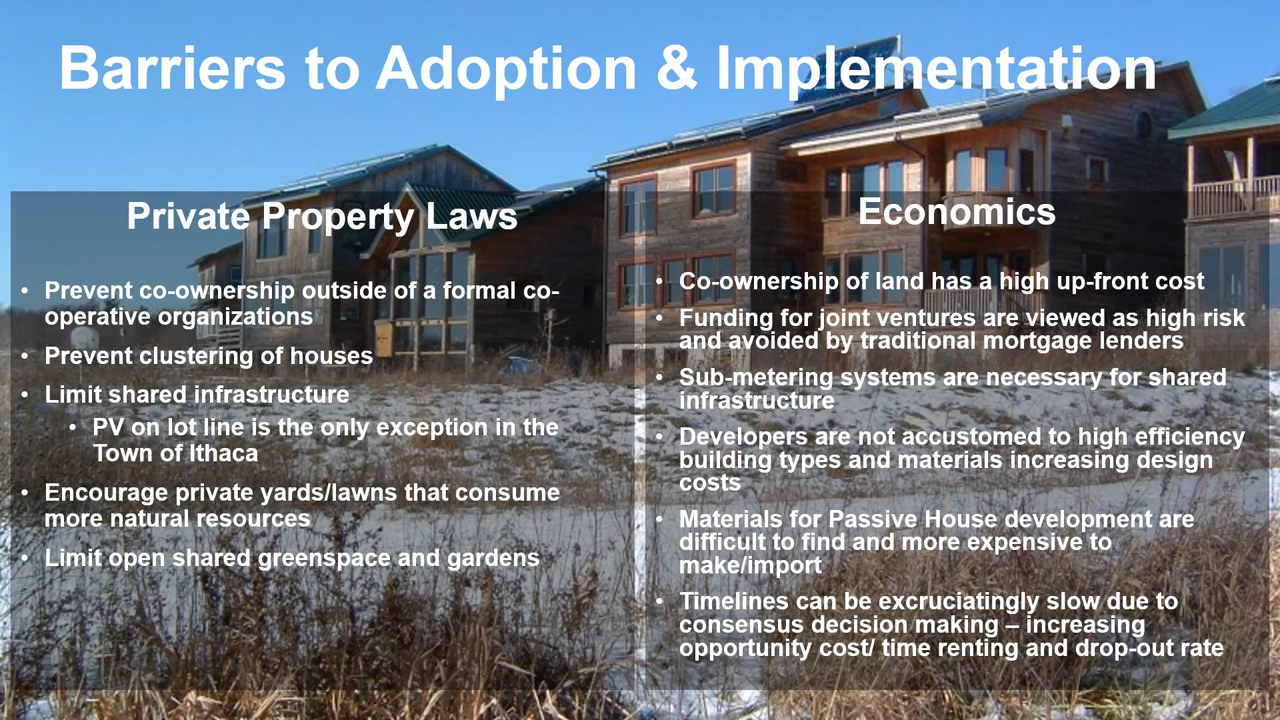 Barriers to Adoption & Implementation
Private Property Laws
• Prevent co-ownership outside of a formal co-
operative organizations
• Prevent clustering of houses
• Limit shared infrastructure
• PV on lot line is the only exception in the
Town of Ithaca
• Encourage private yards/lawns that consume
more natural resources
• Limit open shared greenspace and gardens
Economics
• Co-ownership of land has a high up-front cost
• Funding for joint ventures are viewed as high risk
and avoided by traditional mortgage lenders
• Sub-metering systems are necessary for shared
infrastructure
• Developers are not accustomed to high efficiency
building types and materials increasing design
costs
• Materials for Passive House development are
difficult to find and more expensive to
make/import
• Timelines can be excruciatingly slow due to
consensus decision making – increasing
opportunity cost/ time renting and drop-out rate